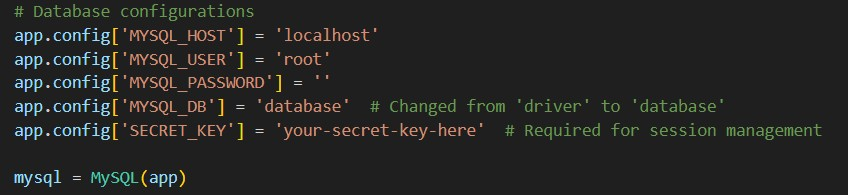 # Database configurations
app.config['MYSQL_HOST'] = 'localhost'
app.config['MYSQL_USER'] = 'root'
app.config['MYSQL_PASSWORD'] = ''
app.config['MYSQL_DB'] = 'database'  # Changed from 'driver' to 'database'
app.config['SECRET_KEY'] = 'your-secret-key-here'  # Required for session management
mysql = MySQL(app)